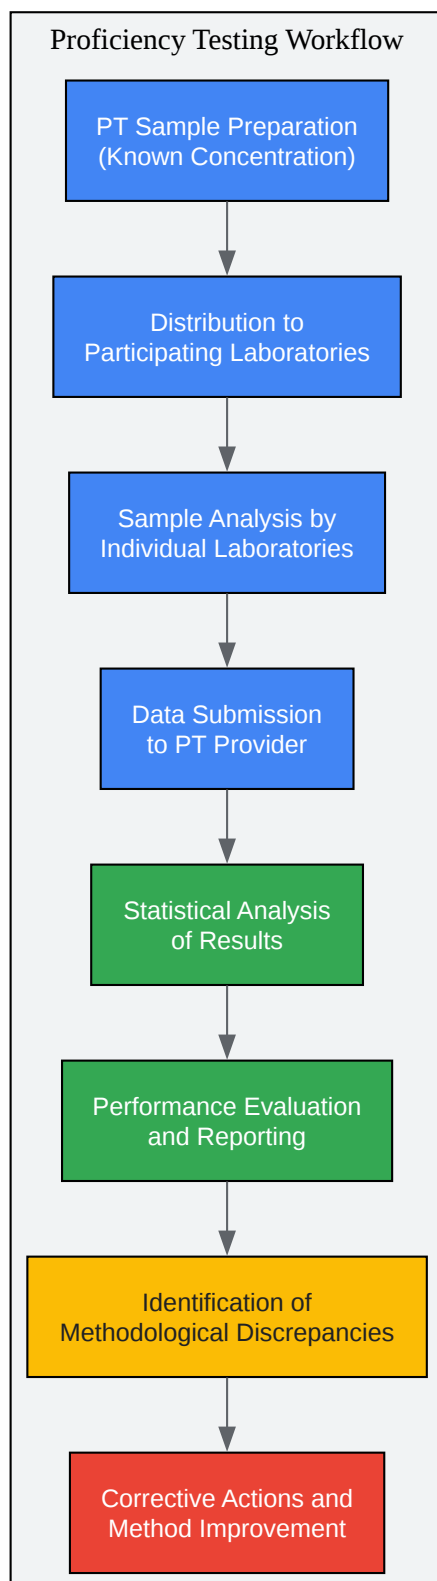 Proficiency Testing Workflow
PT Sample Preparation
(Known Concentration)
Distribution to
Participating Laboratories
Sample Analysis by
Individual Laboratories
Data Submission
to PT Provider
Statistical Analysis
of Results
Performance Evaluation
and Reporting
Identification of
Methodological Discrepancies
Corrective Actions and
Method Improvement